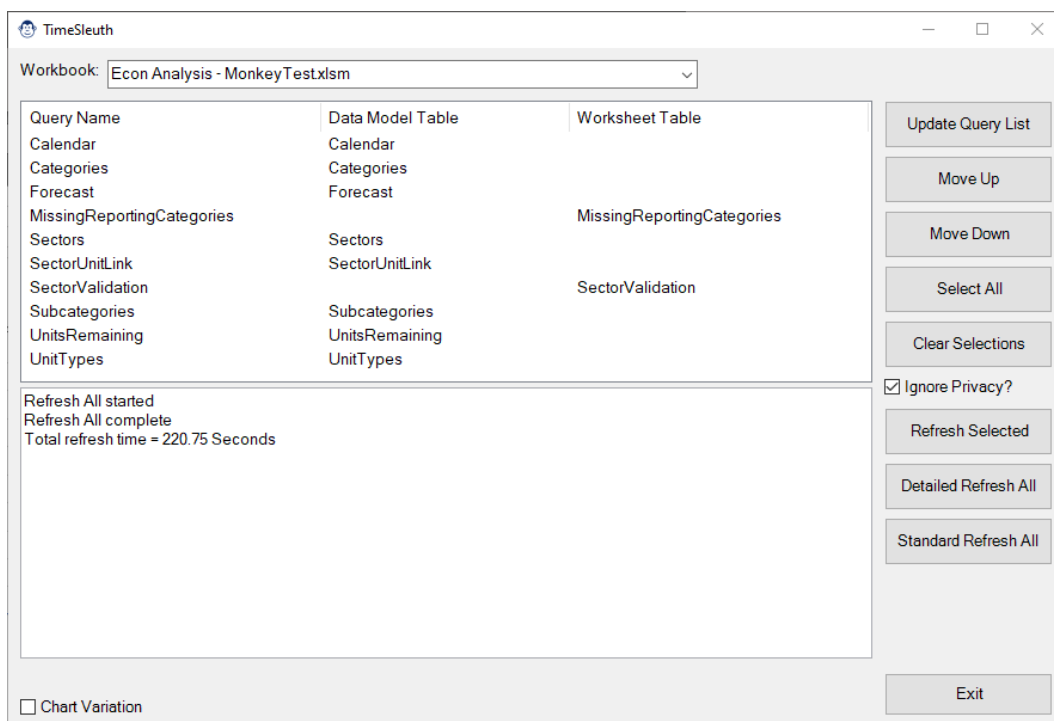 TimeSleuth
Workbook: Econ Analysis - MonkeyTest.xlsm
Query Name Data Model Table Worksheet Table
Calendar Calendar
Categories Categories
Forecast Forecast
MissingReportingCategories MissingReportingCategories
Sectors Sectors
SectorUnitLink SectorUnitLink
SectorValidation SectorValidation
Subcategories Subcategories
UnitsRemaining UnitsRemaining
UnitTypes UnitTypes
Update Query List
Move Up
Move Down
Select All
Clear Selections
Ignore Privacy?
Refresh Selected
Detailed Refresh All
Standard Refresh All
Refresh All started
Refresh All complete
Total refresh time = 220.75 Seconds
Chart Variation
Exit